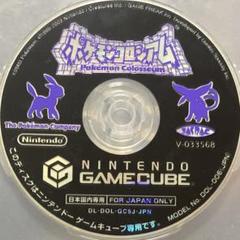 ポケモンコロシアム
Pokémon Colosseum
The Pokémon Company
Nintendo
V-033568
NINTENDO
GAMECUBE
日本国内専用 FOR JAPAN ONLY
DL-DOL-GC6J-JPN
このディスクはニンテンドー ゲームキューブ専用です。
MODEL No. DOL-006(JPN)